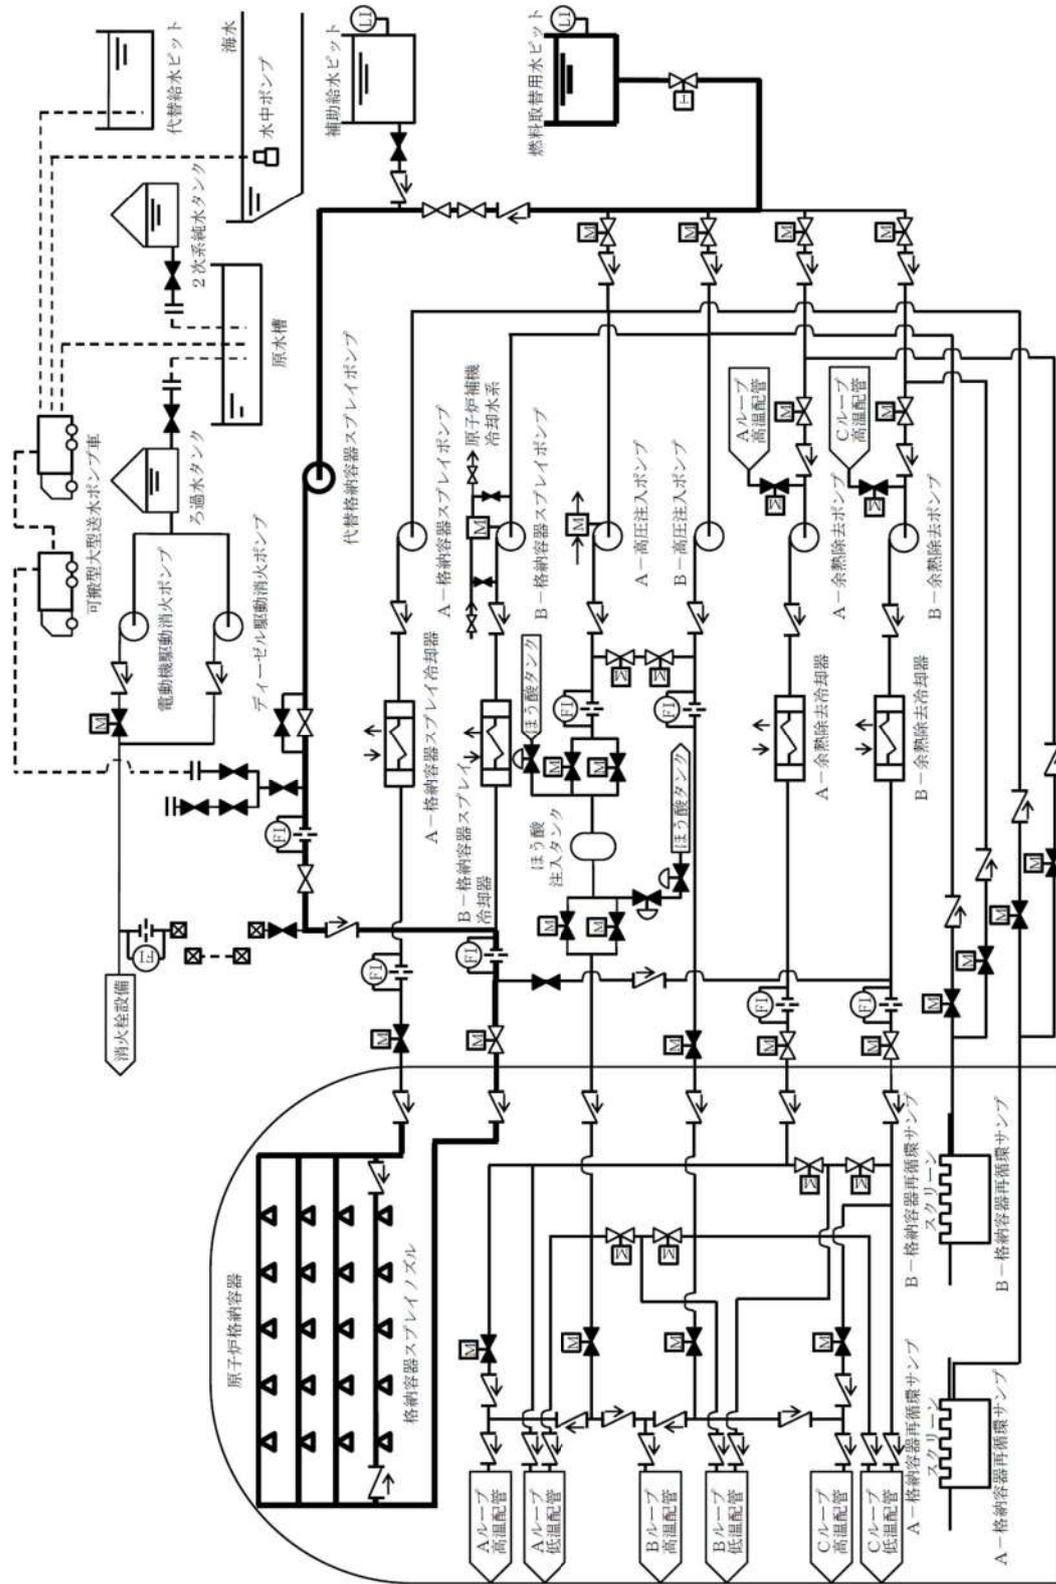 代替給水ピット
海水
水中ポンプ
2次系純水タンク
原水槽
可搬型大型送水ポンプ車
ろ過水タンク
電動機駆動消火ポンプ
ディーゼル駆動消火ポンプ
消火栓設備
FI
FI
M
補助給水ピット
LI
燃料取替用水ピット
LI
代替格納容器スプレイポンプ
A-格納容器スプレイポンプ
原子炉補機
冷却水系
B-格納容器スプレイポンプ
A-高圧注入ポンプ
B-高圧注入ポンプ
Aループ
高温配管
Cループ
高温配管
A-余熱除去ポンプ
B-余熱除去ポンプ
A-格納容器スプレイ冷却器
B-格納容器スプレイ
冷却器
ほう酸タンク
ほう酸
注入タンク
ほう酸タンク
A-余熱除去冷却器
B-余熱除去冷却器
FI
FI
FI
FI
FI
FI
M
M
M
M
M
M
原子炉格納容器
格納容器スプレイノズル
Aループ
高温配管
Aループ
低温配管
Bループ
高温配管
Bループ
低温配管
Cループ
高温配管
Cループ
低温配管
B-格納容器再循環サンプ
スクリーン
B-格納容器再循環サンプ
A-格納容器再循環サンプ
スクリーン
A-格納容器再循環サンプ